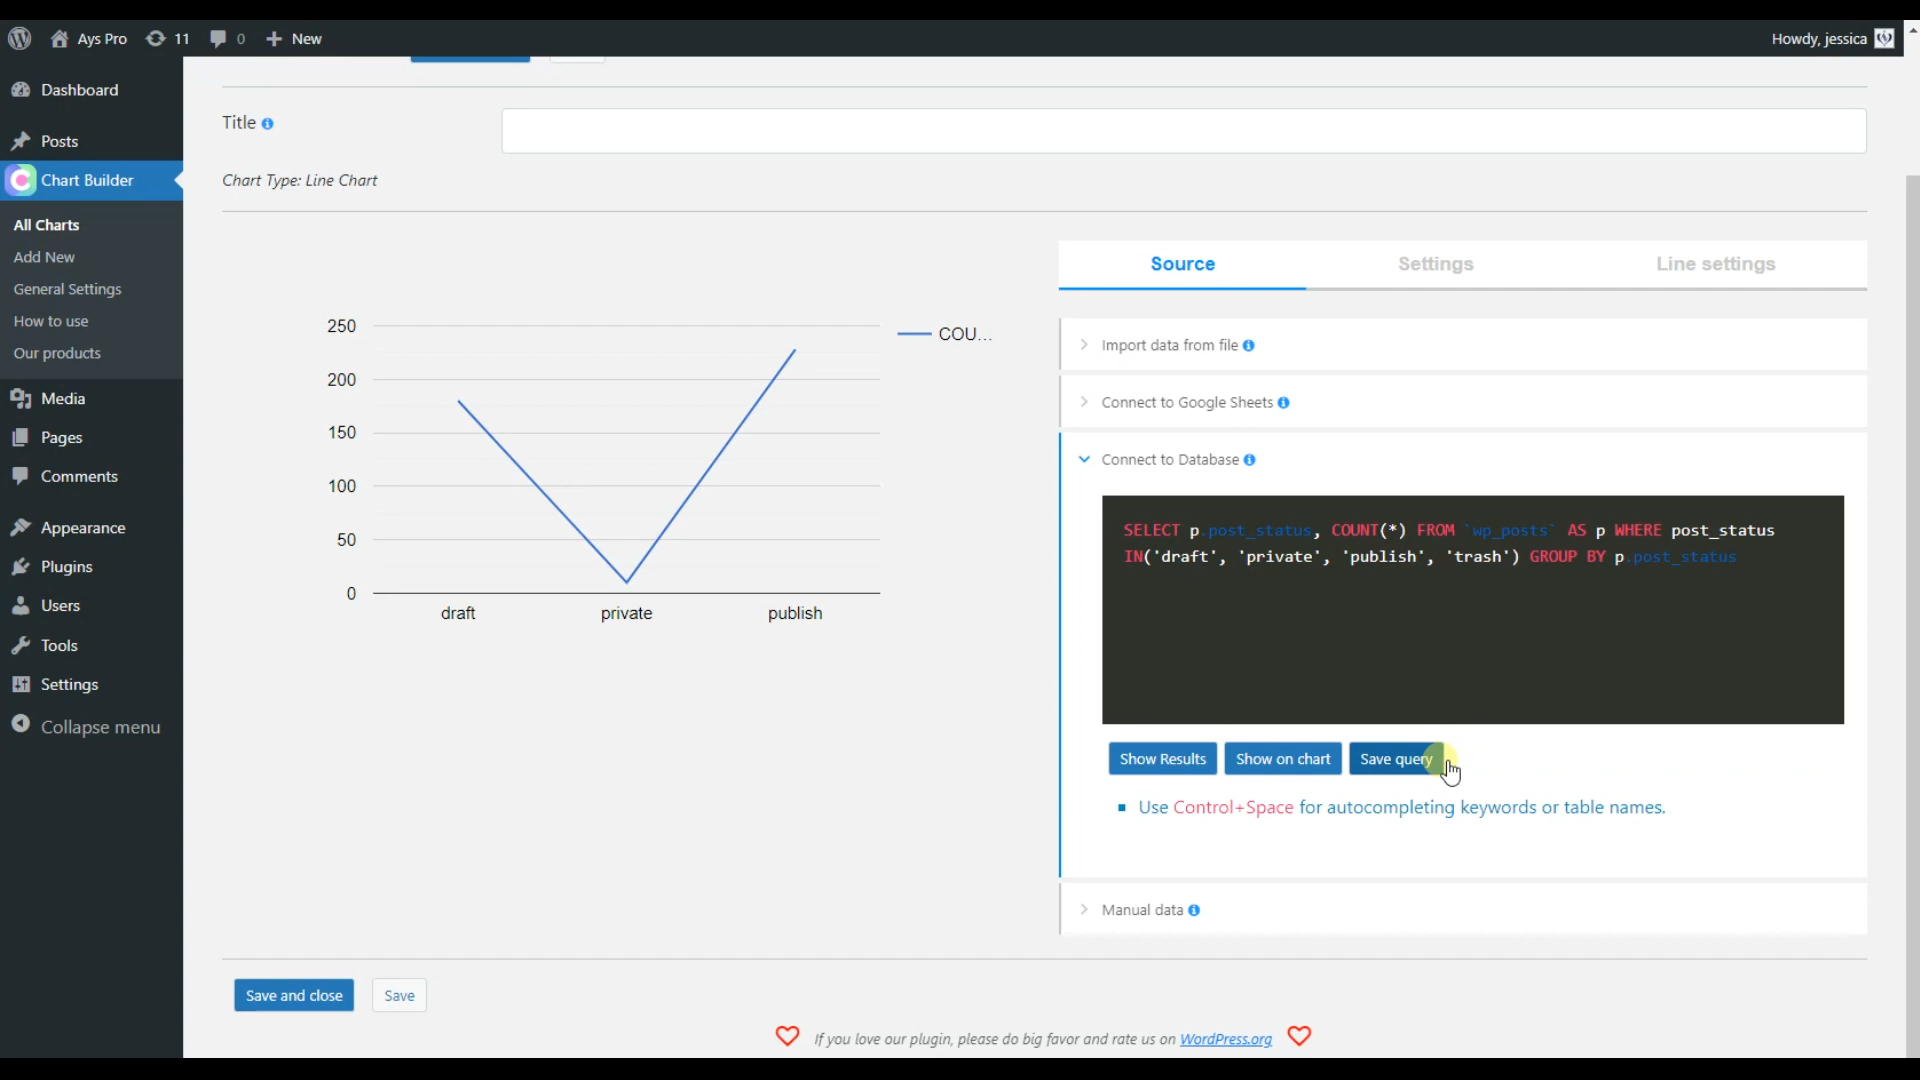 Ays Pro 11 0 New Howdy, jessica
Dashboard
Posts
Chart Builder
All Charts
Add New
General Settings
How to use
Our products
Media
Pages
Comments
Appearance
Plugins
Users
Tools
Settings
Collapse menu
Title
Chart Type: Line Chart
250
200
150
100
50
0
draft private publish
COU...
Source Settings Line settings
Import data from file
Connect to Google Sheets
Connect to Database
SELECT p.post_status, COUNT(*) FROM `wp_posts` AS p WHERE post_status
IN('draft', 'private', 'publish', 'trash') GROUP BY p.post_status
Show Results Show on chart Save query
Use Control+Space for autocompleting keywords or table names.
Manual data
Save and close Save
If you love our plugin, please do big favor and rate us on WordPress.org